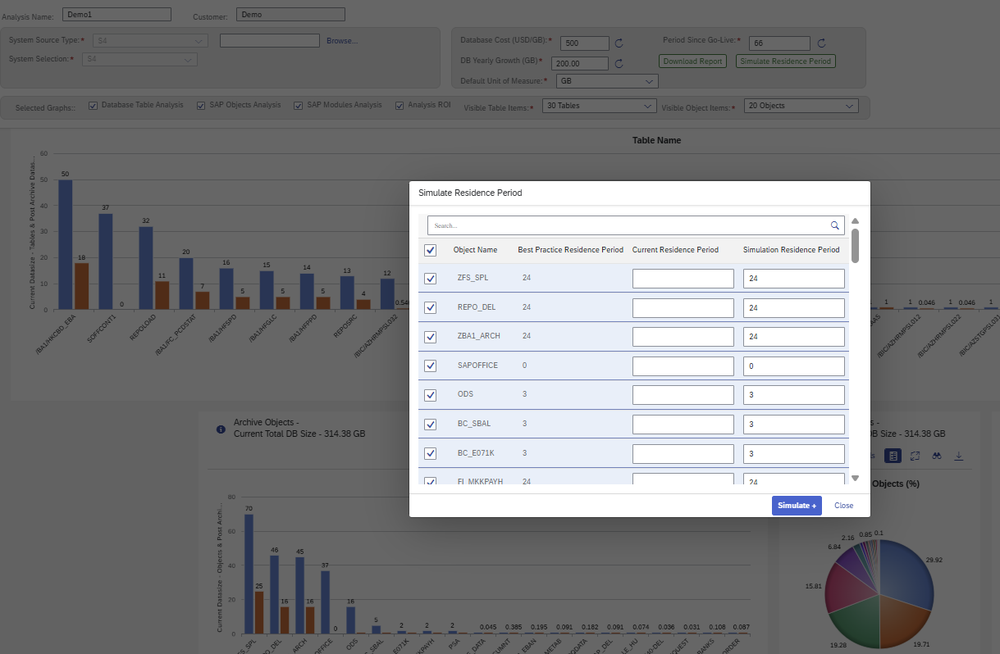 Analysis Name: Demo1 Customer: Demo
System Source Type:* S4 Browse...
System Selection:* S4
Database Cost (USD/GB):* 500 Period Since Go-Live:* 66
DB Yearly Growth (GB)* 200.00 Download Report Simulate Residence Period
Default Unit of Measure:* GB
Selected Graphs:: Database Table Analysis SAP Objects Analysis SAP Modules Analysis Analysis ROI Visible Table Items:* 30 Tables Visible Object Items:* 20 Objects
Table Name
Current Datasize - Tables & Post Archive Datas...
60
50
40
30
20
10
0
50 18
37 0
32 11
20 7
16 5
15 5
14 5
13 4
12 0.54
1
1 0.046
1 0.046
1
/BA1/HKCBD_EBA
SOFFCONT1
REPOLOAD
/BA1/FC_PCDSTAT
/BA1/HFSPD
/BA1/HFGLC
/BA1/HFPPD
REPOSRC
/BIC/AZHRMPSL032
/BIC/AZHRMPSL012
/BIC/AZHRMPSL022
/BIC/AZSTGPSL031
Simulate Residence Period
Search...
Object Name Best Practice Residence Period Current Residence Period Simulation Residence Period
ZFS_SPL 24 24
REPO_DEL 24 24
ZBA1_ARCH 24 24
SAPOFFICE 0 0
ODS 3 3
BC_SBAL 3 3
BC_E071K 3 3
FI_MKKPAYH 24 24
Simulate + Close
Archive Objects -
Current Total DB Size - 314.38 GB
Current Datasize - Objects & Post Archi...
80
60
40
20
0
70 25
46 16
45 16
37 0
16
5
2
2
2
0.045
0.385
0.195
0.091
0.182
0.091
0.074
0.036
0.031
0.108
0.087
S_SPL
O_DEL
ARCH
OFFICE
ODS
C_SBAL
E071K
KPAYH
PSA
C_DATA
CUMNT
_EBAN
METAB
QDATA
P_DEL
LE_HU
40-DEL
QUEST
BANKS
ORDER
s -
DB Size - 314.38 GB
Objects (%)
29.92
19.71
19.28
15.81
6.84
2.16
0.85
0.1